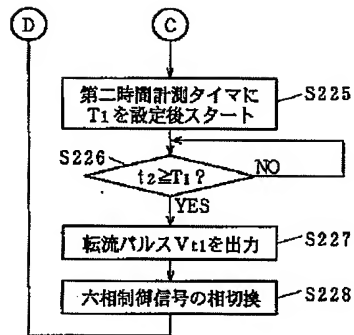 D
C
第二時間計測タイマに
T1を設定後スタート
S225
S226
t2≧T1?
NO
YES
転流パルスVt1を出力
S227
六相制御信号の相切換
S228